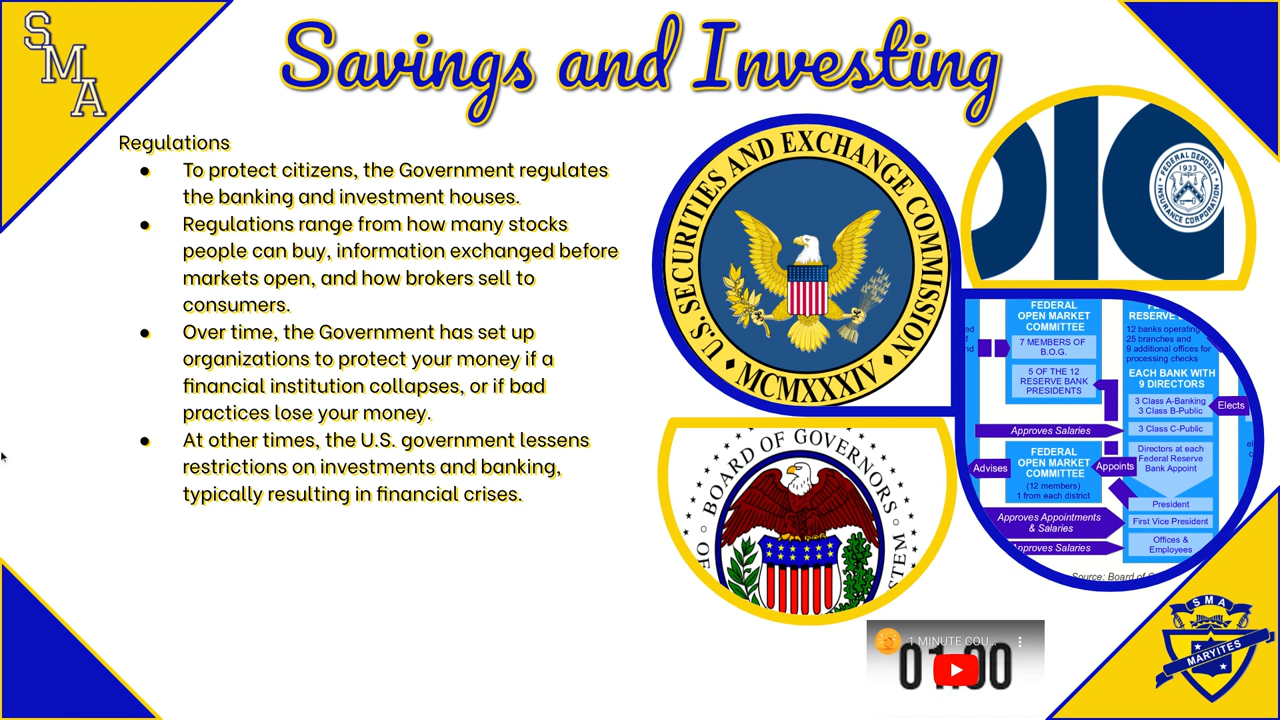 SMA
Savings and Investing
Regulations
● To protect citizens, the Government regulates
the banking and investment houses.
● Regulations range from how many stocks
people can buy, information exchanged before
markets open, and how brokers sell to
consumers.
● Over time, the Government has set up
organizations to protect your money if a
financial institution collapses, or if bad
practices lose your money.
● At other times, the U.S. government lessens
restrictions on investments and banking,
typically resulting in financial crises.
U.S. SECURITIES AND EXCHANGE COMMISSION
MCMXXXIV
FEDERAL DEPOSIT
INSURANCE CORPORATION
1933
FEDERAL
OPEN MARKET
COMMITTEE
7 MEMBERS OF
B.O.G.
5 OF THE 12
RESERVE BANK
PRESIDENTS
Approves Salaries
Advises
FEDERAL
OPEN MARKET
COMMITTEE
(12 members)
1 from each district
Appoints
Approves Appointments
& Salaries
Approves Salaries
RESERVE
12 banks operating
25 branches and
9 additional offices for
processing checks
EACH BANK WITH
9 DIRECTORS
3 Class A-Banking
3 Class B-Public
Elects
3 Class C-Public
Directors at each
Federal Reserve
Bank Appoint
President
First Vice President
Offices &
Employees
Source: Board of
BOARD OF GOVERNORS
OF
1 MINUTE COU...
01:00
SMA
MARYITES